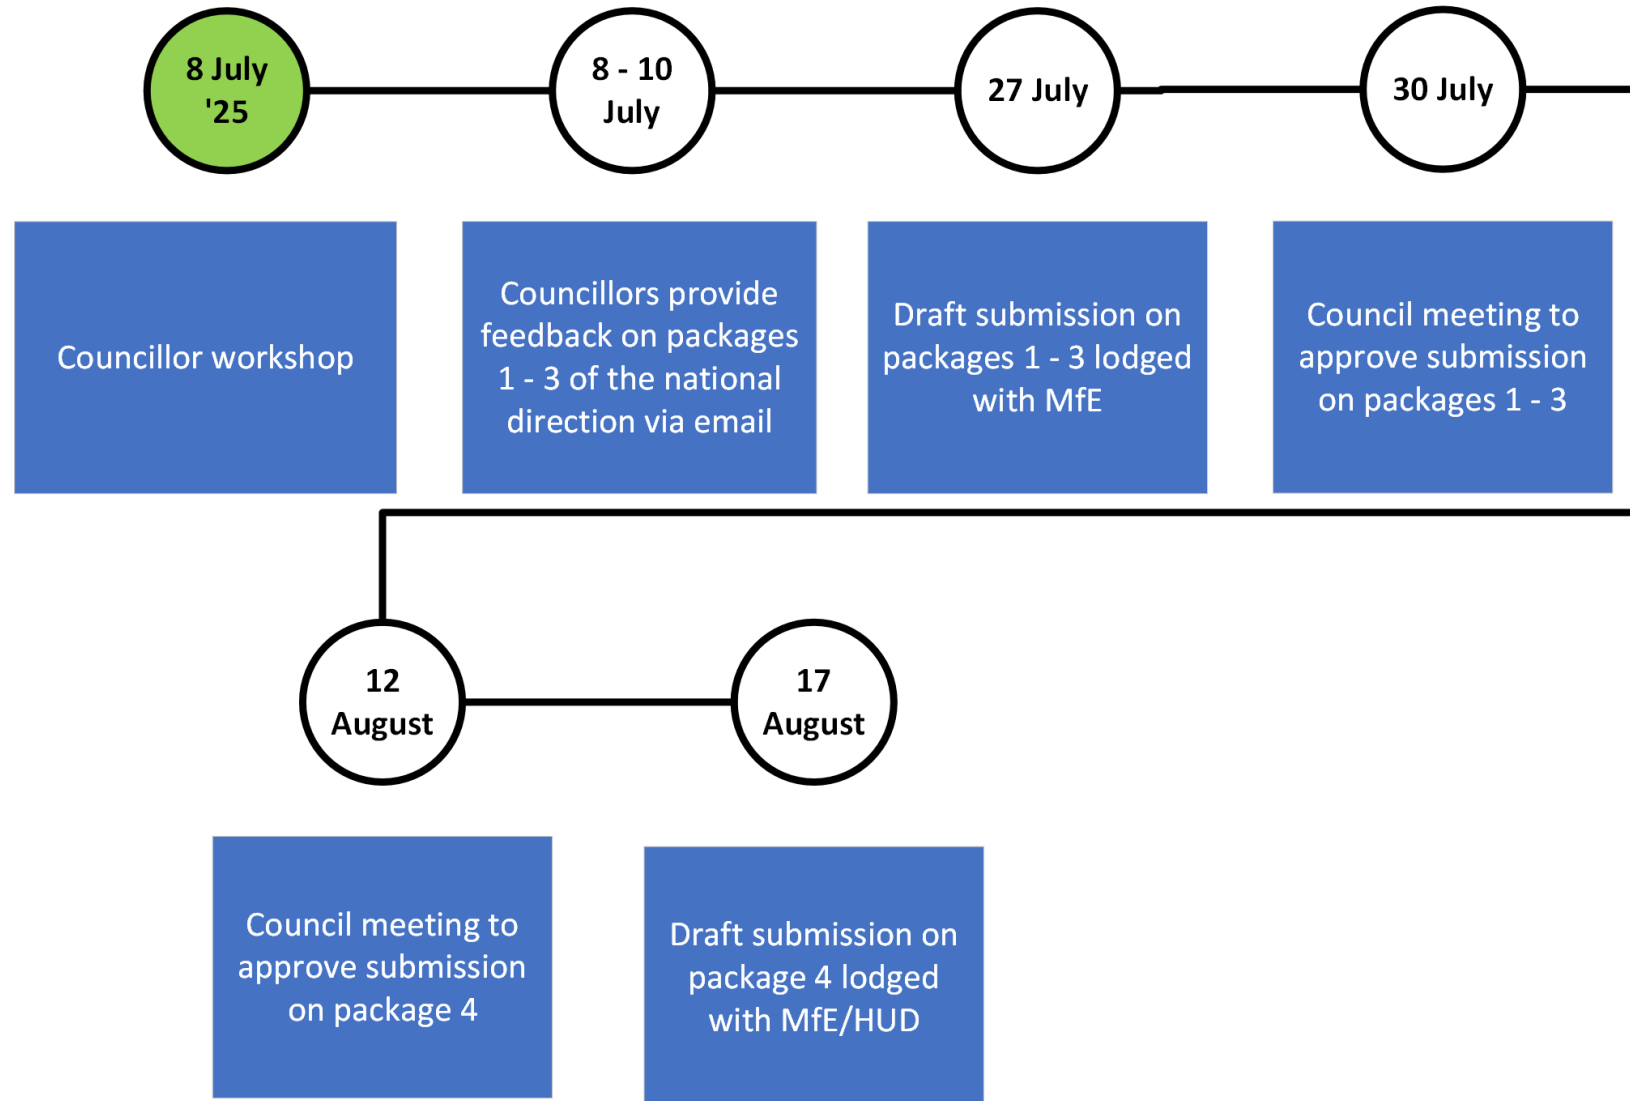 8 July
'25
8 - 10
July
27 July
30 July
Councillor workshop
Councillors provide
feedback on packages
1 - 3 of the national
direction via email
Draft submission on
packages 1 - 3 lodged
with MfE
Council meeting to
approve submission
on packages 1 - 3
12
August
17
August
Council meeting to
approve submission
on package 4
Draft submission on
package 4 lodged
with MfE/HUD